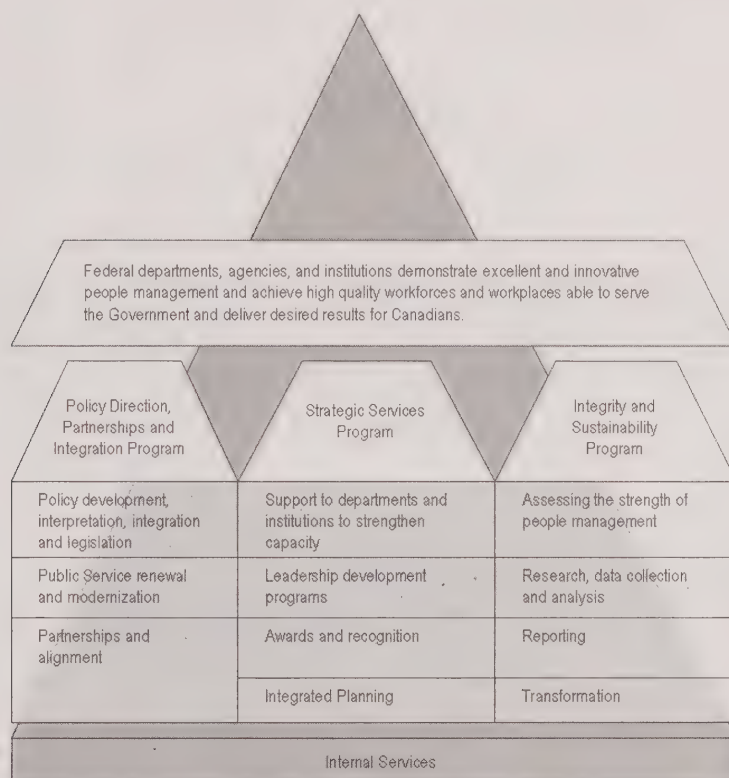 Federal departments, agencies, and institutions demonstrate excellent and innovative
people management and achieve high quality workforces and workplaces able to serve
the Government and deliver desired results for Canadians.
Policy Direction,
Partnerships and
Integration Program
Strategic Services
Program
Integrity and
Sustainability
Program
Policy development,
interpretation, integration
and legislation
Support to departments and
institutions to strengthen
capacity
Assessing the strength of
people management
Public Service renewal
and modernization
Leadership development
programs
Research, data collection
and analysis
Partnerships and
alignment
Awards and recognition
Reporting
Integrated Planning
Transformation
Internal Services